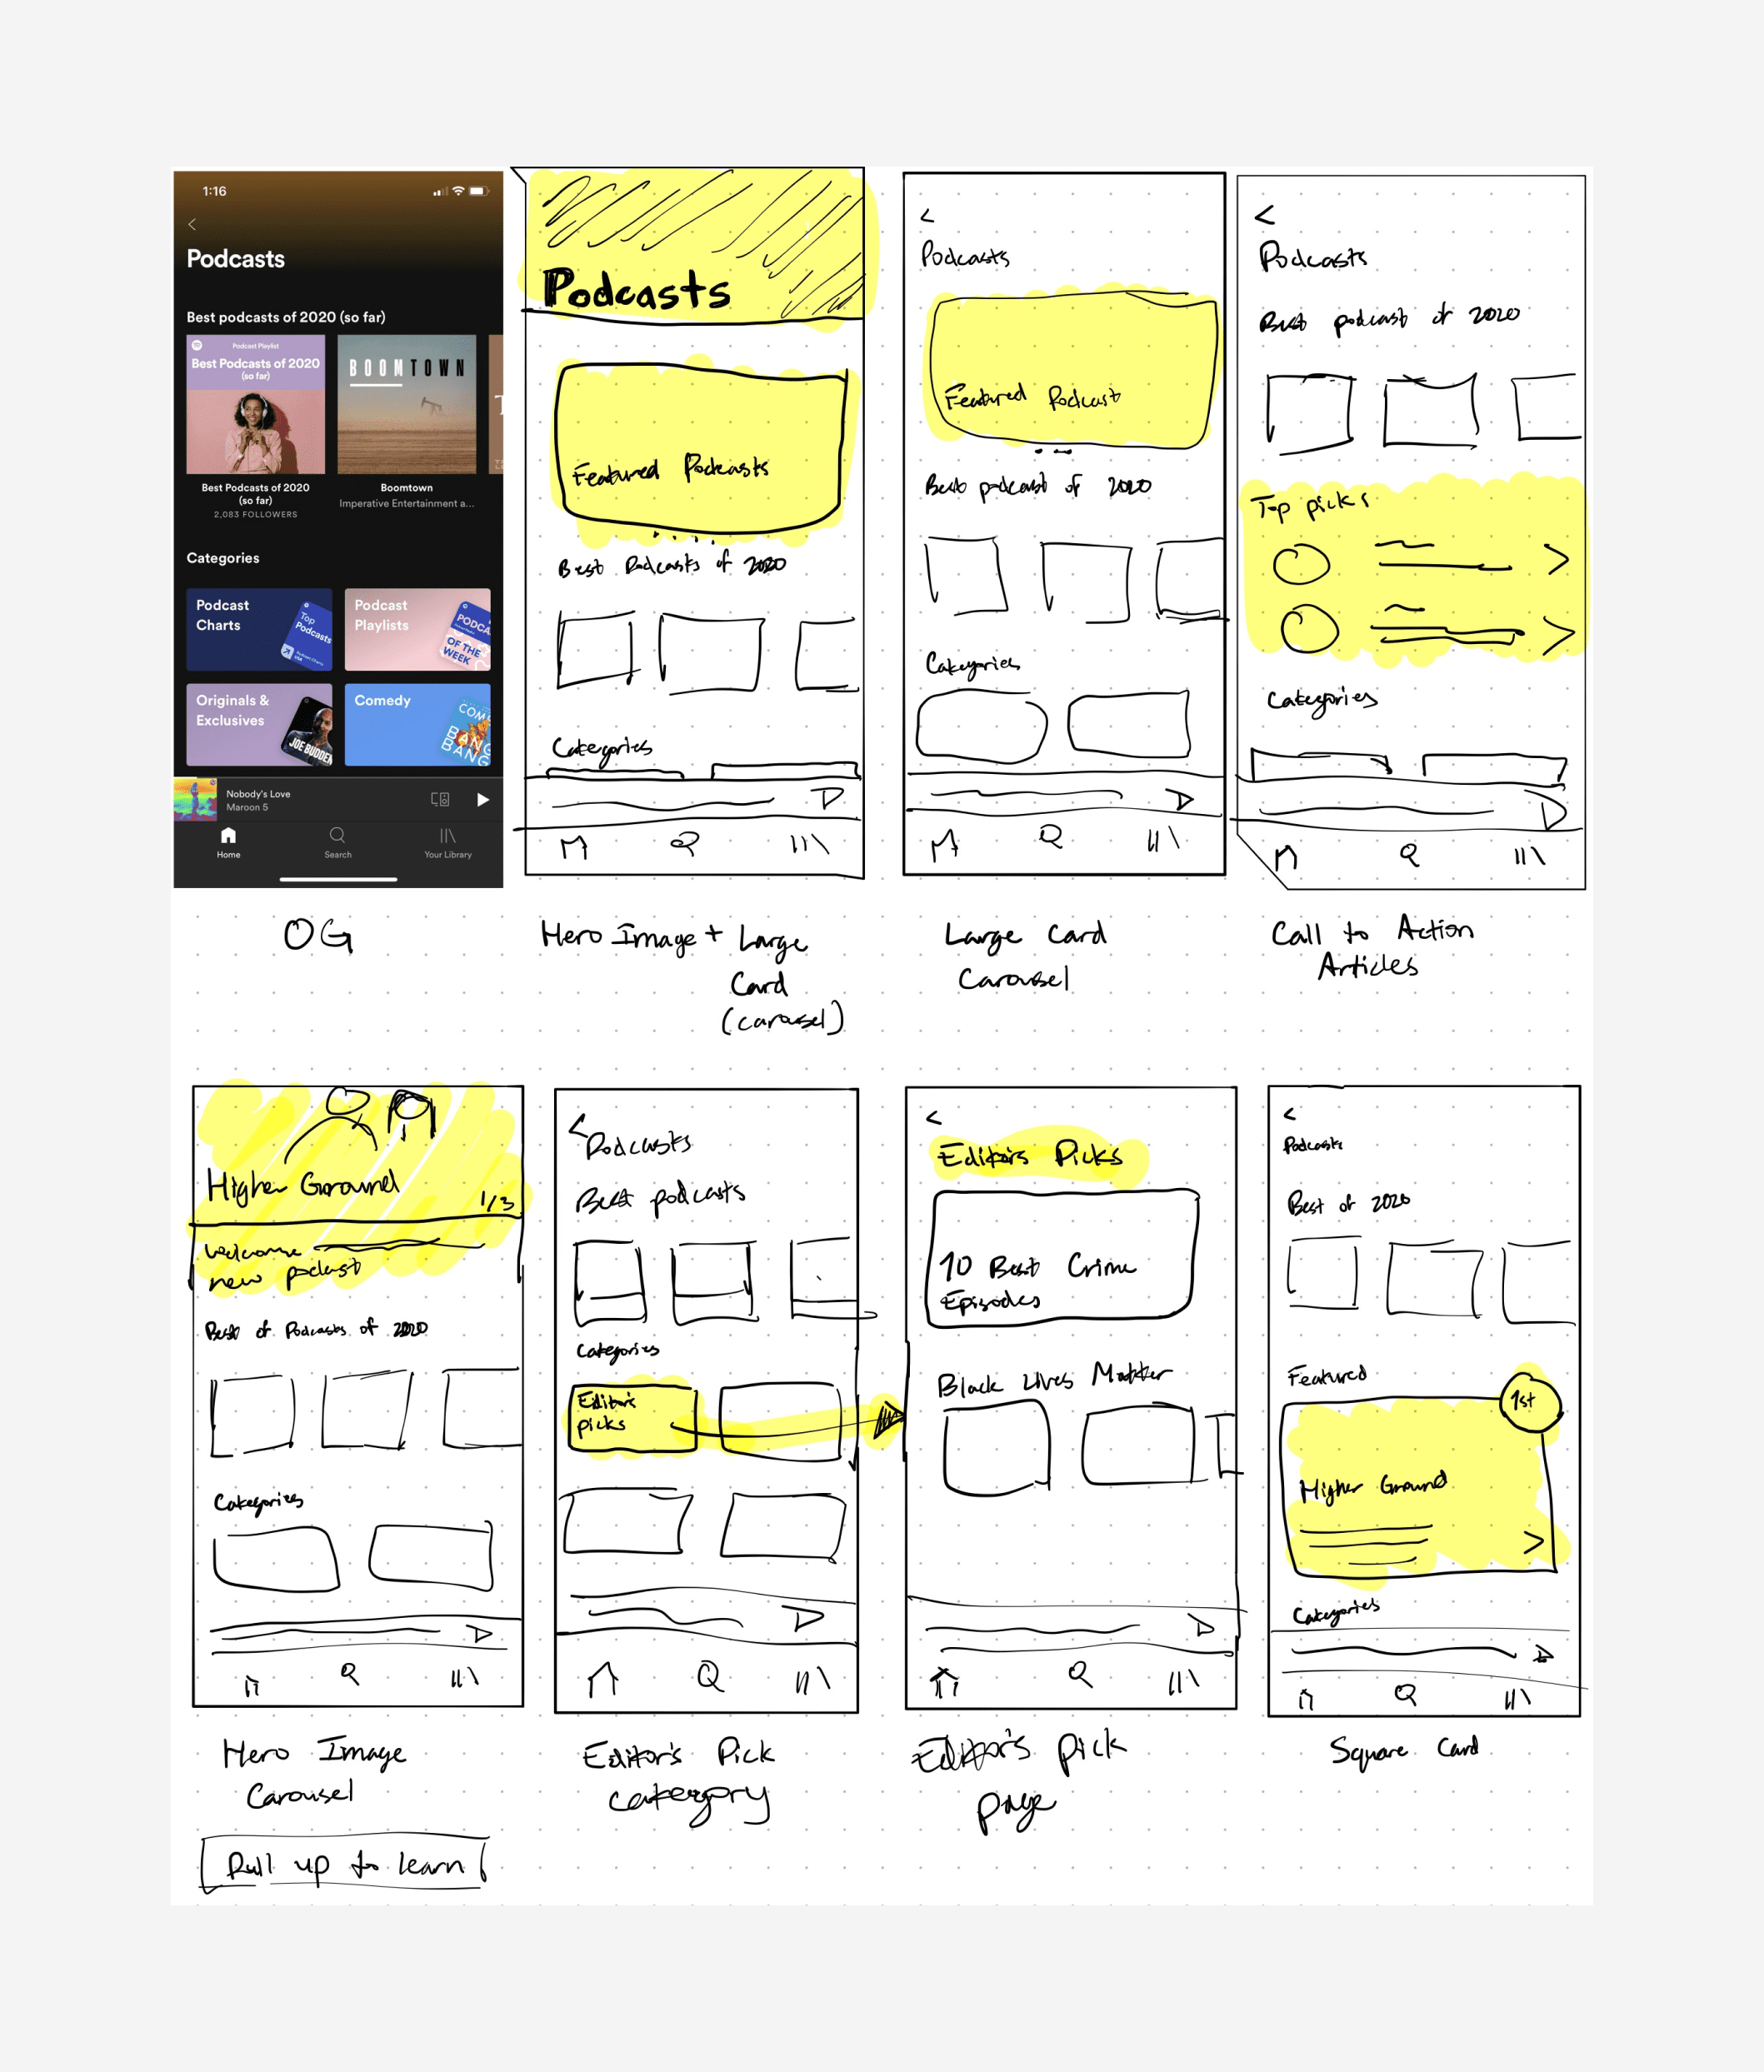 1:16
Podcasts
Best podcasts of 2020 (so far)
Podcast Playlist
Best Podcasts of 2020
(so far)
BOOMTOWN
Best Podcasts of 2020
(so far)
2,083 FOLLOWERS
Boomtown
Imperative Entertainment a...
Categories
Podcast
Charts
Top
Podcasts
Podcast
Playlists
PODCA
OF THE
WEEK
Originals &
Exclusives
JOE BUDDEN
Comedy
COM
BANG
BANG
Nobody's Love
Maroon 5
Home
Search
Your Library
OG
Podcasts
Featured Podcasts
Best Podcasts of 2020
Categories
Hero Image + Large
Card
(carousel)
Podcasts
Featured Podcast
Best podcast of 2020
Categories
Large Card
Carousel
Podcasts
Best podcast of 2020
Top picks
Categories
Call to Action
Articles
Higher Ground
1/3
Welcome
new podcast
Best of Podcasts of 2020
Categories
Hero Image
Carousel
Pull up to learn
Podcasts
Best podcasts
Categories
Editor's
picks
Editor's Pick
catergory
Editor's Picks
10 Best Crime
Episodes
Black Lives Matter
Editor's pick
page
Podcasts
Best of 2020
Featured
1st
Higher Ground
Categories
Square Card